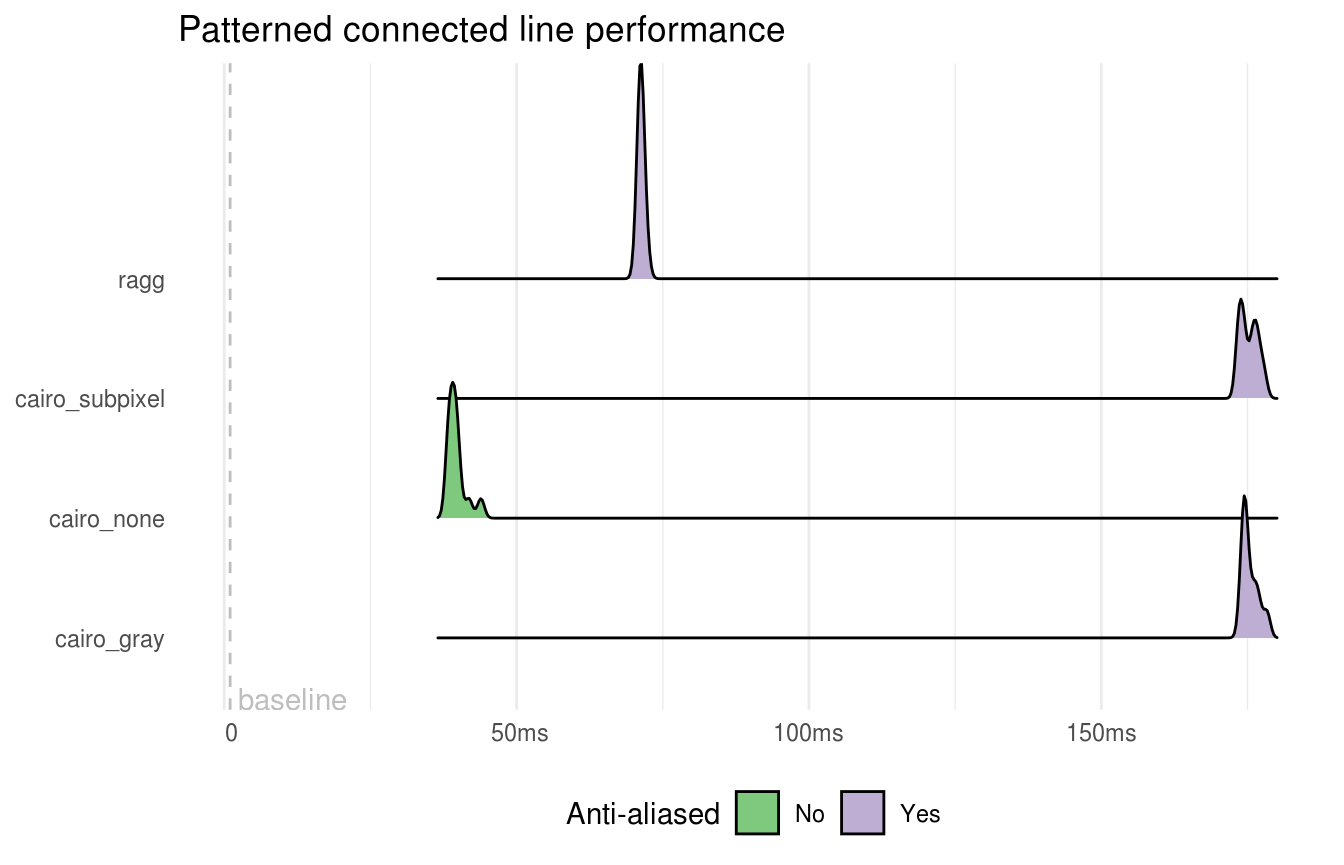 Patterned connected line performance
ragg
cairo_subpixel
cairo_none
cairo_gray
baseline
0 50ms 100ms 150ms
Anti-aliased No Yes